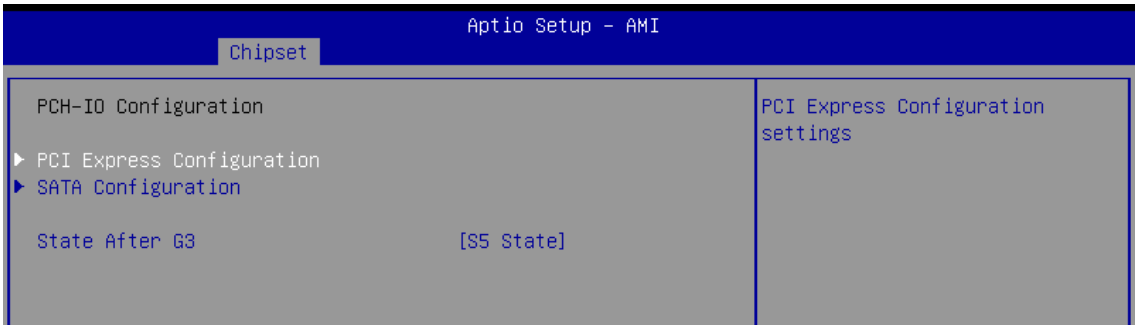 Aptio Setup – AMI
Chipset
PCH-IO Configuration
PCI Express Configuration
SATA Configuration
State After G3 [S5 State]
PCI Express Configuration
settings